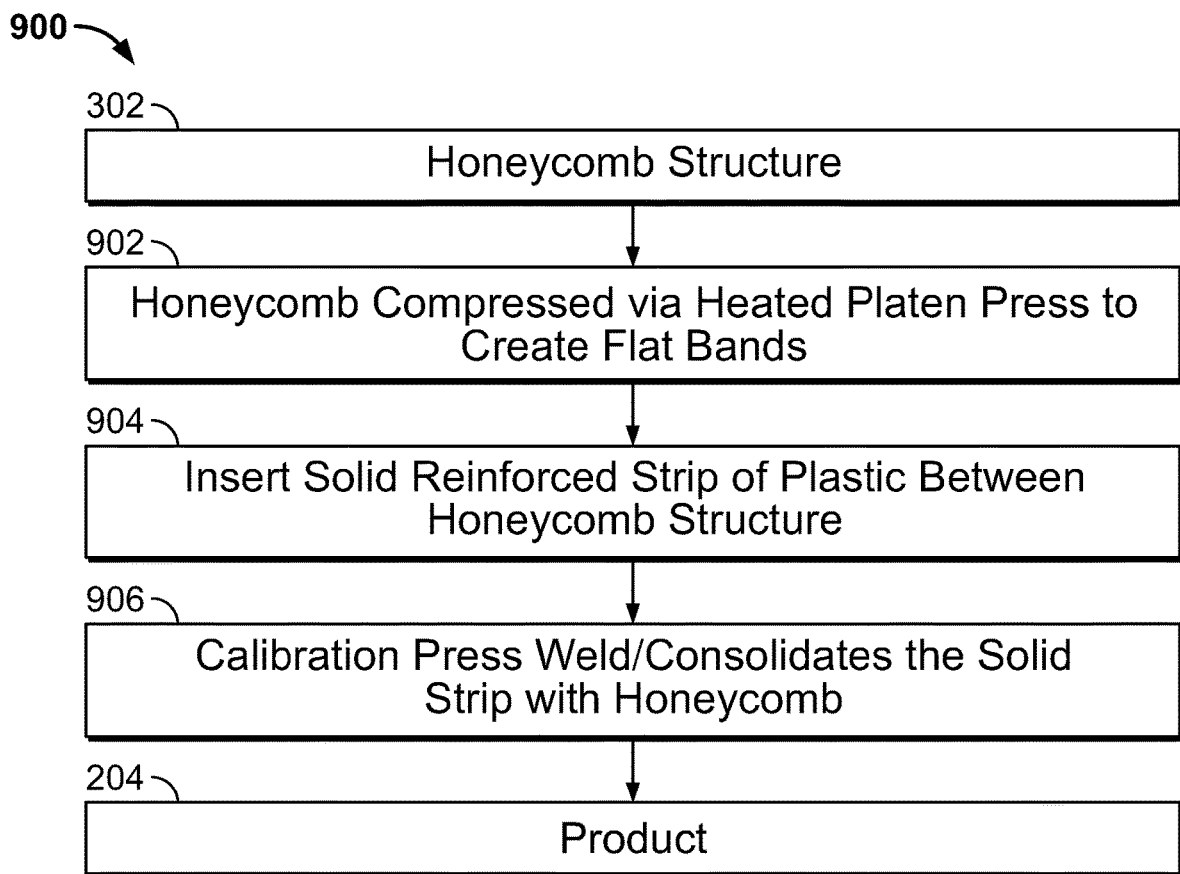 900
302
Honeycomb Structure
902
Honeycomb Compressed via Heated Platen Press to
Create Flat Bands
904
Insert Solid Reinforced Strip of Plastic Between
Honeycomb Structure
906
Calibration Press Weld/Consolidates the Solid
Strip with Honeycomb
204
Product